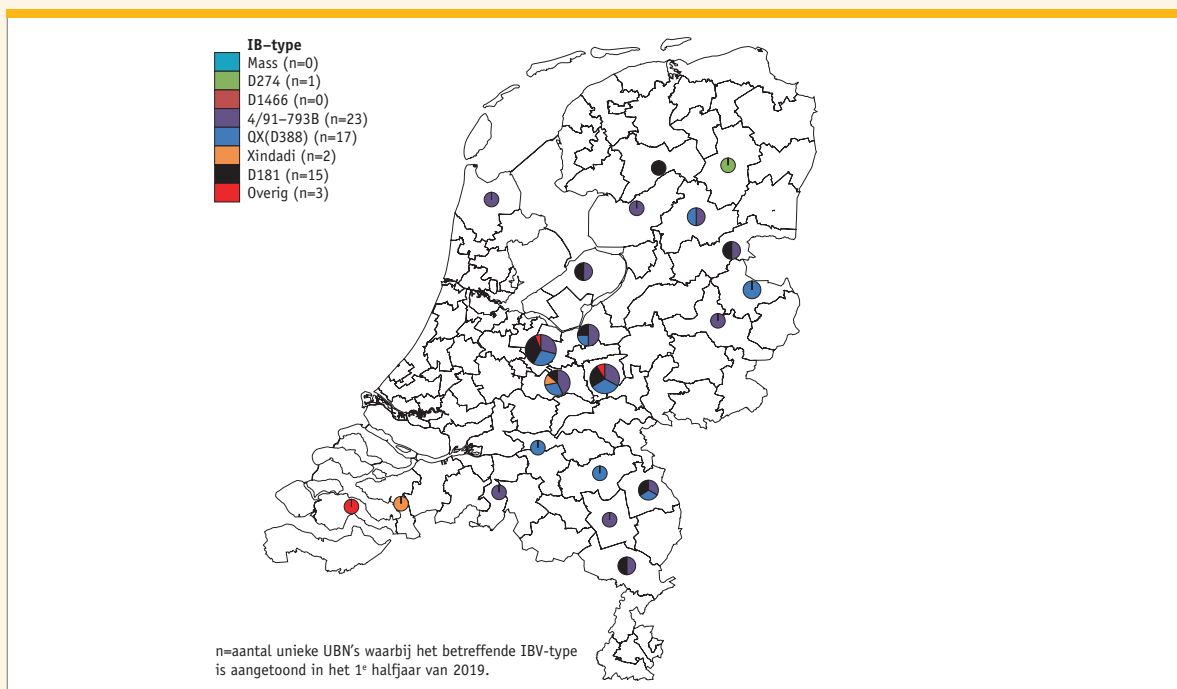 IB–type
Mass (n=0)
D274 (n=1)
D1466 (n=0)
4/91–793B (n=23)
QX(D388) (n=17)
Xindadi (n=2)
D181 (n=15)
Overig (n=3)
n=aantal unieke UBN's waarbij het betreffende IBV-type
is aangetoond in het 1e halfjaar van 2019.